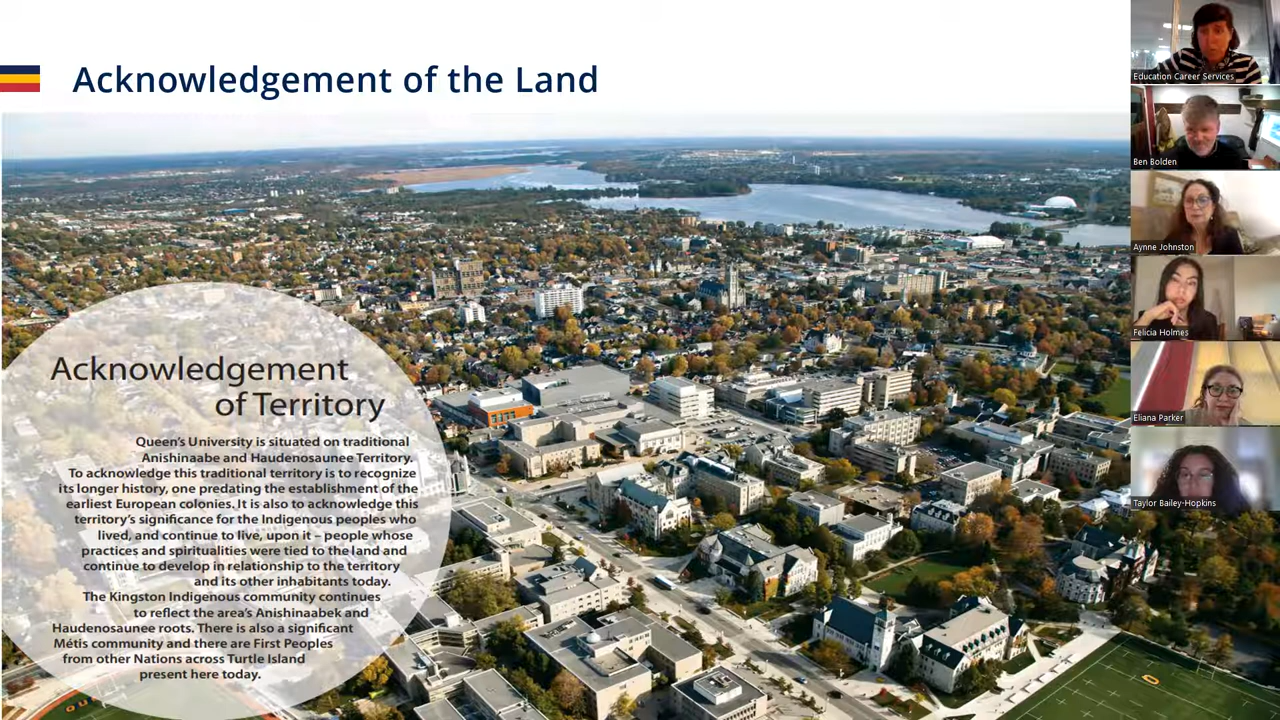 Acknowledgement of the Land
Acknowledgement
of Territory
Queen's University is situated on traditional
Anishinaabe and Haudenosaunee Territory.
To acknowledge this traditional territory is to recognize
its longer history, one predating the establishment of the
earliest European colonies. It is also to acknowledge this
territory's significance for the Indigenous peoples who
lived, and continue to live, upon it – people whose
practices and spiritualities were tied to the land and
continue to develop in relationship to the territory
and its other inhabitants today.
The Kingston Indigenous community continues
to reflect the area's Anishinaabek and
Haudenosaunee roots. There is also a significant
Métis community and there are First Peoples
from other Nations across Turtle Island
present here today.
Education Career Services
Ben Bolden
Aynne Johnston
Felicia Holmes
Eliana Parker
Taylor Bailey-Hopkins